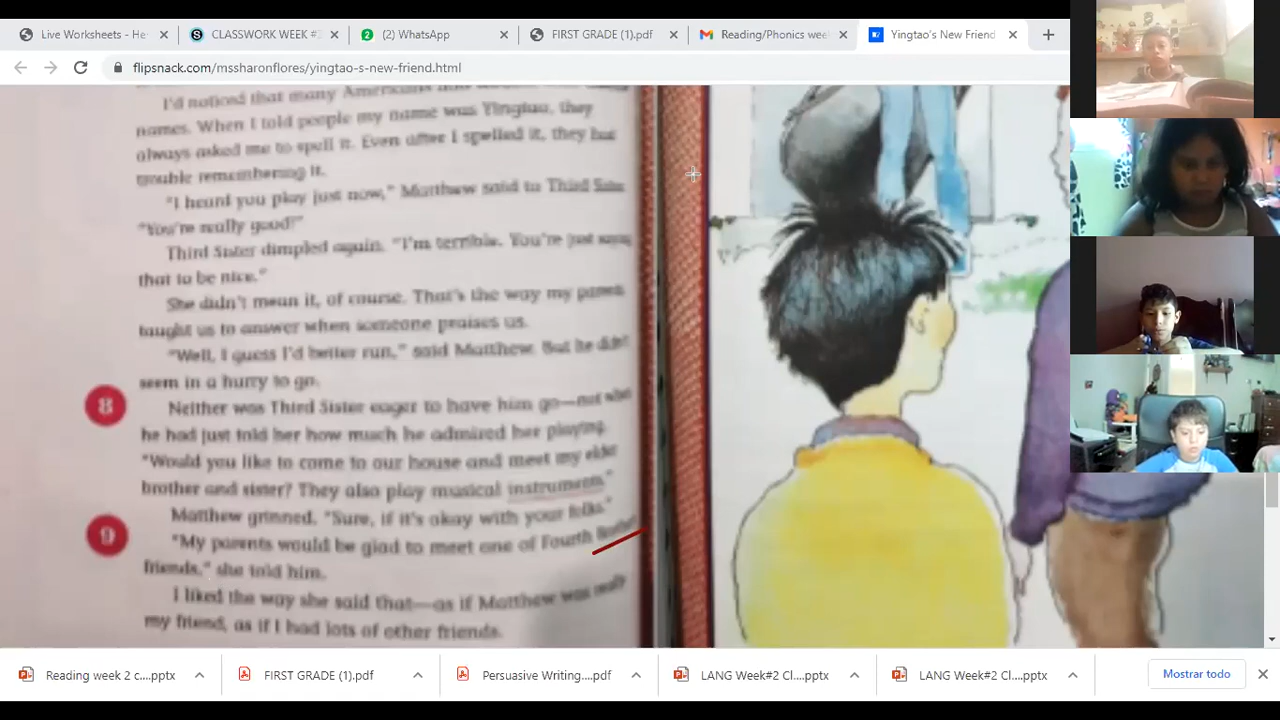 Live Worksheets - He
CLASSWORK WEEK #2
(2) WhatsApp
FIRST GRADE (1).pdf
Reading/Phonics wee
Yingtao's New Friend
flipsnack.com/mssharonflores/yingtao-s-new-friend.html
I'd noticed that many Americans had
names. When I told people my name was Yingtao, they
always asked me to spell it. Even after I spelled it, they had
trouble remembering it.
"I heard you play just now," Matthew said to Third Sister
"You're really good!"
Third Sister dimpled again. "I'm terrible. You're just saying
that to be nice."
She didn't mean it, of course. That's the way my parents
taught us to answer when someone praises us.
"Well, I guess I'd better run," said Matthew. But he didn't
seem in a hurry to go.
8
Neither was Third Sister eager to have him go—not when
he had just told her how much he admired her playing.
"Would you like to come to our house and meet my elder
brother and sister? They also play musical instruments."
Matthew grinned. "Sure, if it's okay with your folks."
9
"My parents would be glad to meet one of Fourth Brother
friends," she told him.
I liked the way she said that—as if Matthew was really
my friend, as if I had lots of other friends.
Reading week 2 c....pptx
FIRST GRADE (1).pdf
Persuasive Writing....pdf
LANG Week#2 Cl....pptx
LANG Week#2 Cl....pptx
Mostrar todo